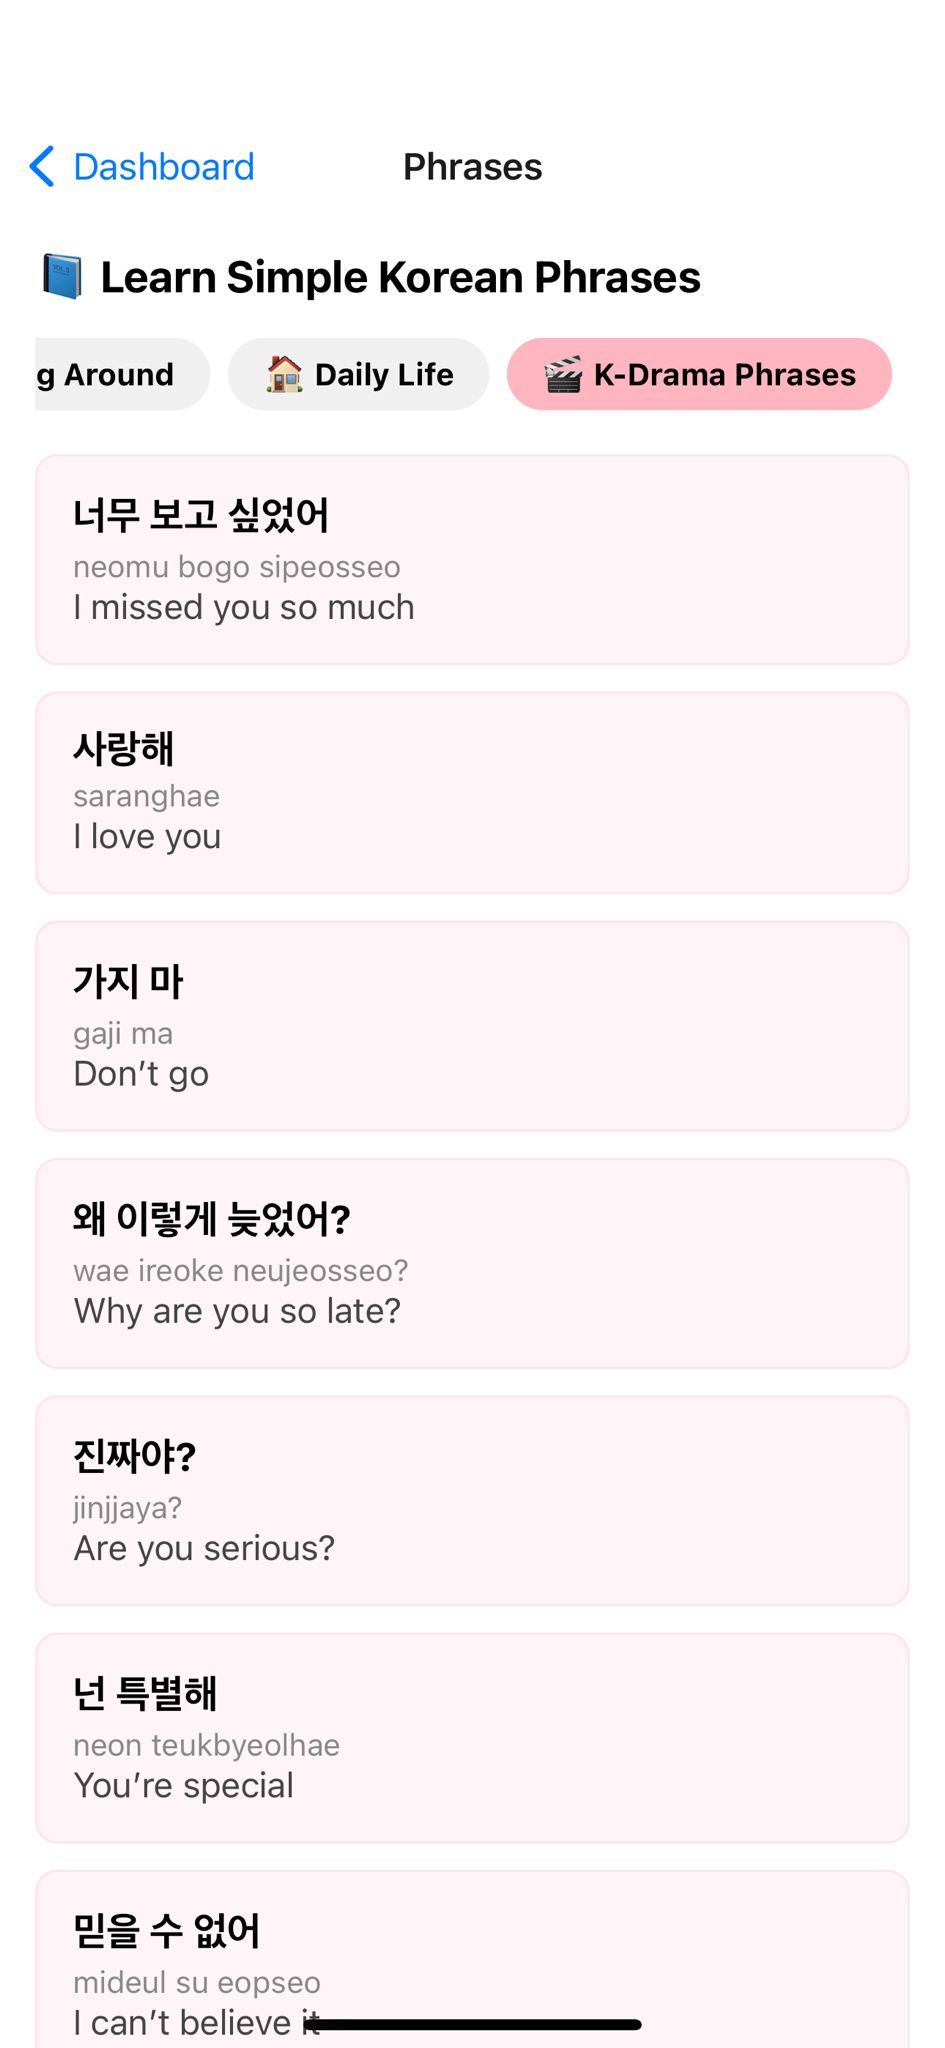 Dashboard
Phrases
Learn Simple Korean Phrases
g Around
Daily Life
K-Drama Phrases
너무 보고 싶었어
neomu bogo sipeosseo
I missed you so much
사랑해
saranghae
I love you
가지 마
gaji ma
Don’t go
왜 이렇게 늦었어?
wae ireoke neujeosseo?
Why are you so late?
진짜야?
jinjjaya?
Are you serious?
넌 특별해
neon teukbyeolhae
You’re special
믿을 수 없어
mideul su eopseo
I can’t believe it